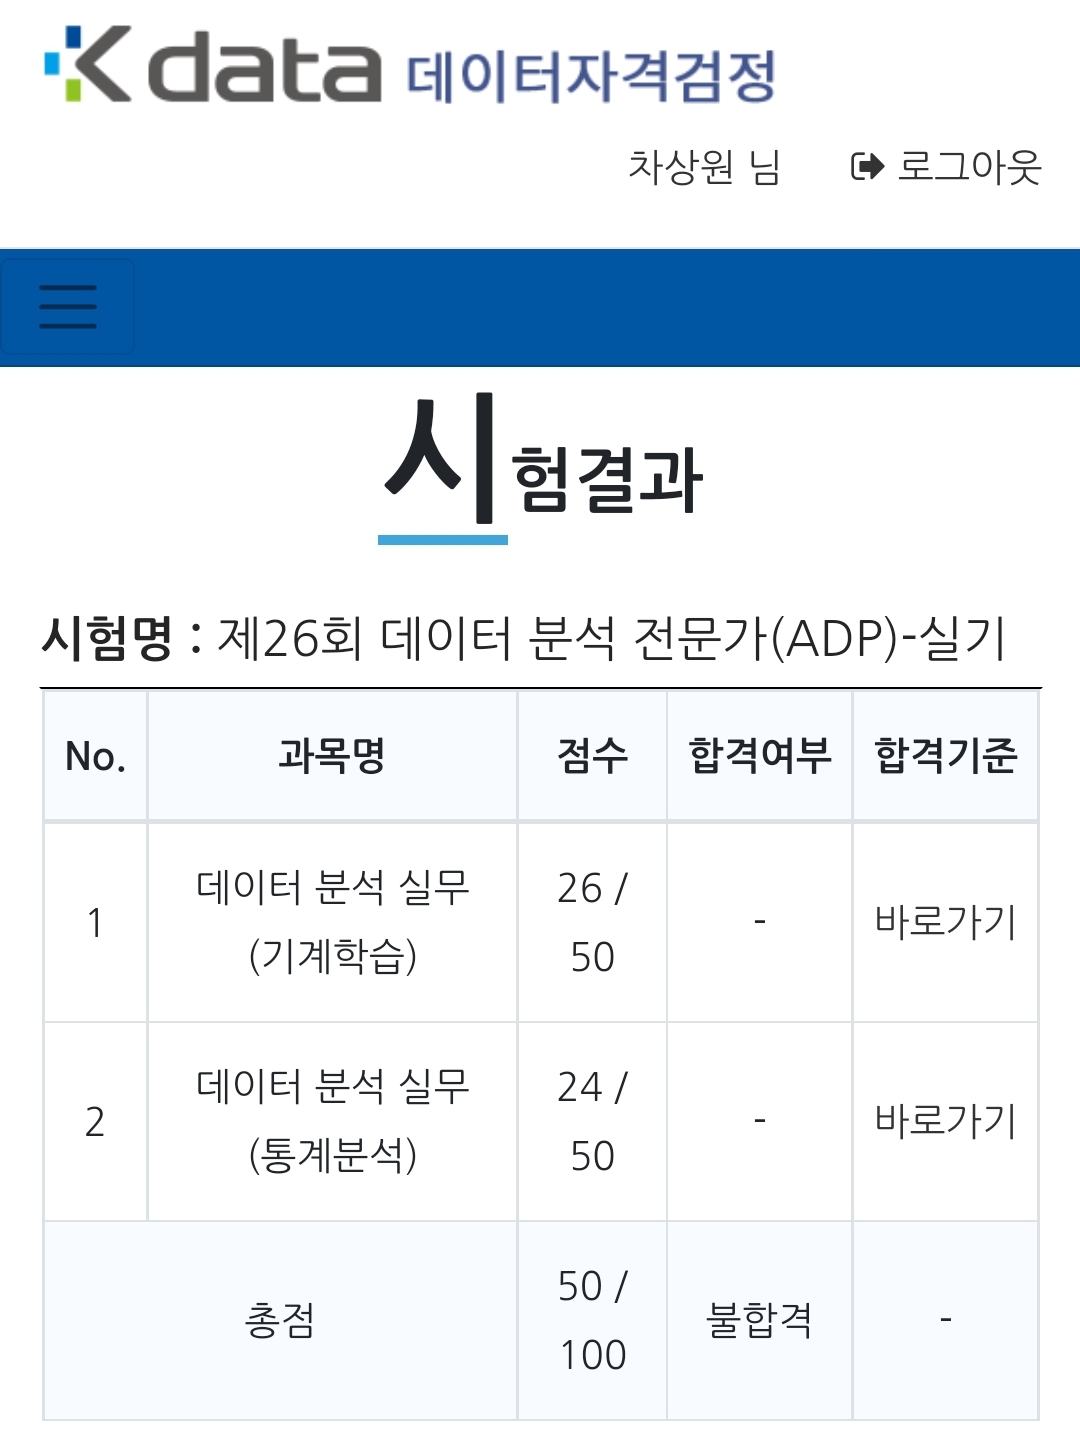 Kdata 데이터자격검정
차상원 님 로그아웃
시험결과
시험명 : 제26회 데이터 분석 전문가(ADP)-실기
No. 과목명 점수 합격여부 합격기준
1 데이터 분석 실무 (기계학습) 26 / 50 - 바로가기
2 데이터 분석 실무 (통계분석) 24 / 50 - 바로가기
총점 50 / 100 불합격 -